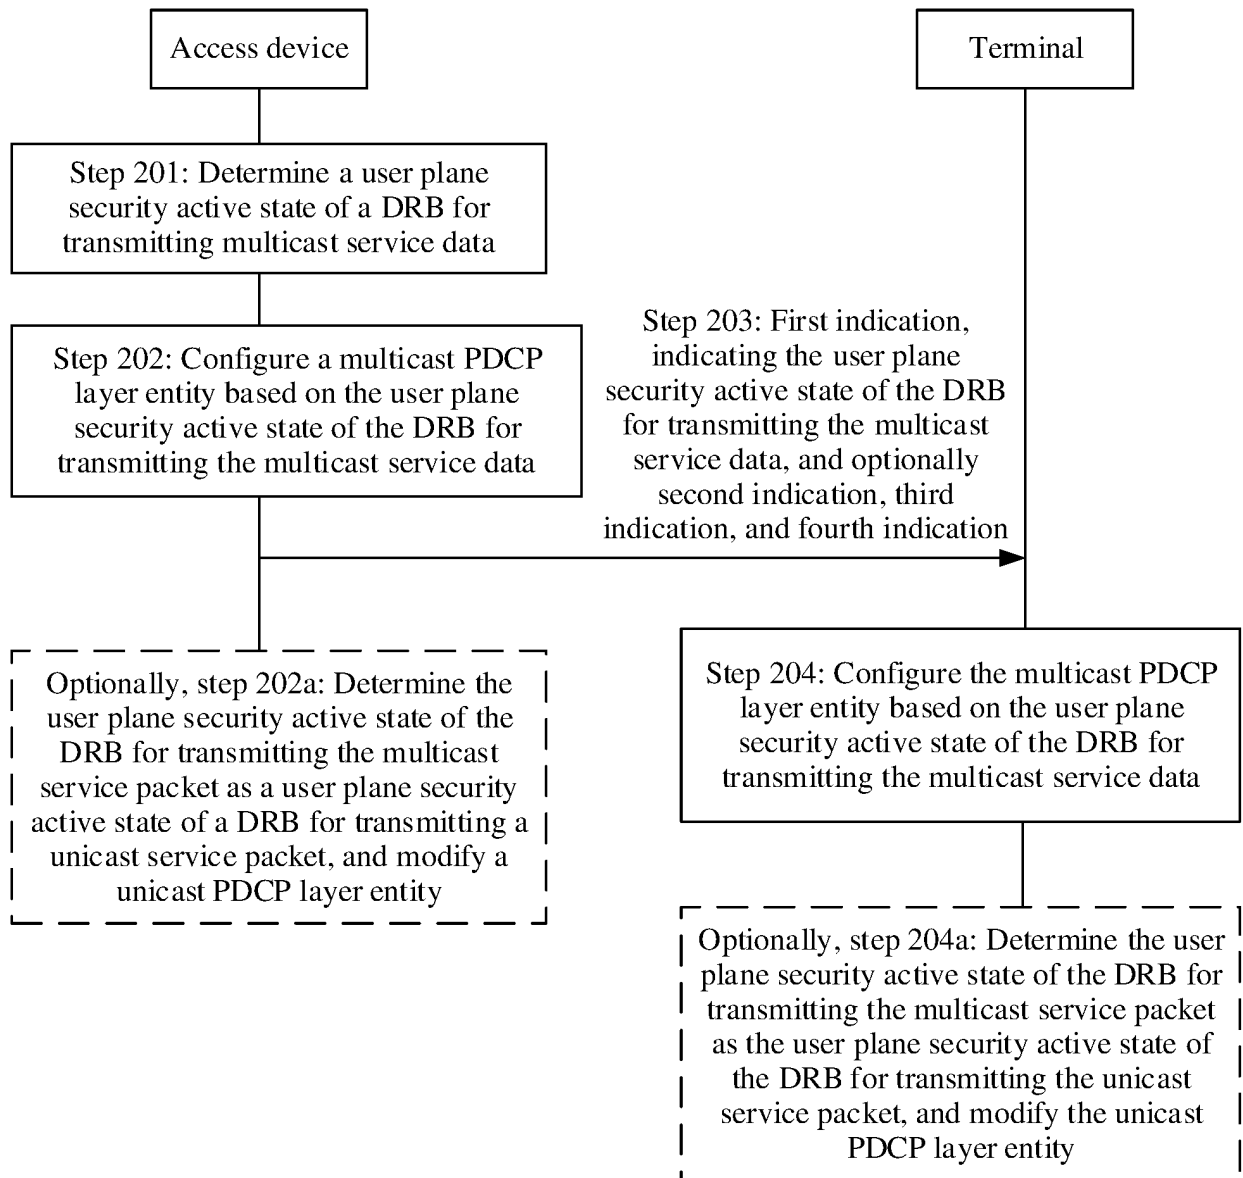 Access device
Terminal
Step 201: Determine a user plane
security active state of a DRB for
transmitting multicast service data
Step 202: Configure a multicast PDCP
layer entity based on the user plane
security active state of the DRB for
transmitting the multicast service data
Step 203: First indication,
indicating the user plane
security active state of the DRB
for transmitting the multicast
service data, and optionally
second indication, third
indication, and fourth indication
Optionally, step 202a: Determine the
user plane security active state of the
DRB for transmitting the multicast
service packet as a user plane security
active state of a DRB for transmitting a
unicast service packet, and modify a
unicast PDCP layer entity
Step 204: Configure the multicast PDCP
layer entity based on the user plane
security active state of the DRB for
transmitting the multicast service data
Optionally, step 204a: Determine the user
plane security active state of the DRB for
transmitting the multicast service packet
as the user plane security active state of
the DRB for transmitting the unicast
service packet, and modify the unicast
PDCP layer entity